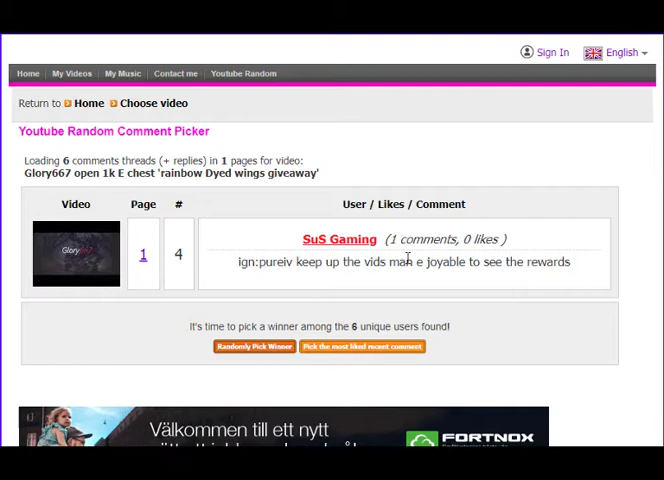 Sign In English
Home My Videos My Music Contact me Youtube Random
Return to Home Choose video
Youtube Random Comment Picker
Loading 6 comments threads (+ replies) in 1 pages for video:
Glory667 open 1k E chest 'rainbow Dyed wings giveaway'
Video Page # User / Likes / Comment
Glory667
1
4
SuS Gaming (1 comments, 0 likes )
ign:pureiv keep up the vids man e joyable to see the rewards
It's time to pick a winner among the 6 unique users found!
Randomly Pick Winner Pick the most liked recent comment
Välkommen till ett nytt
FORTNOX